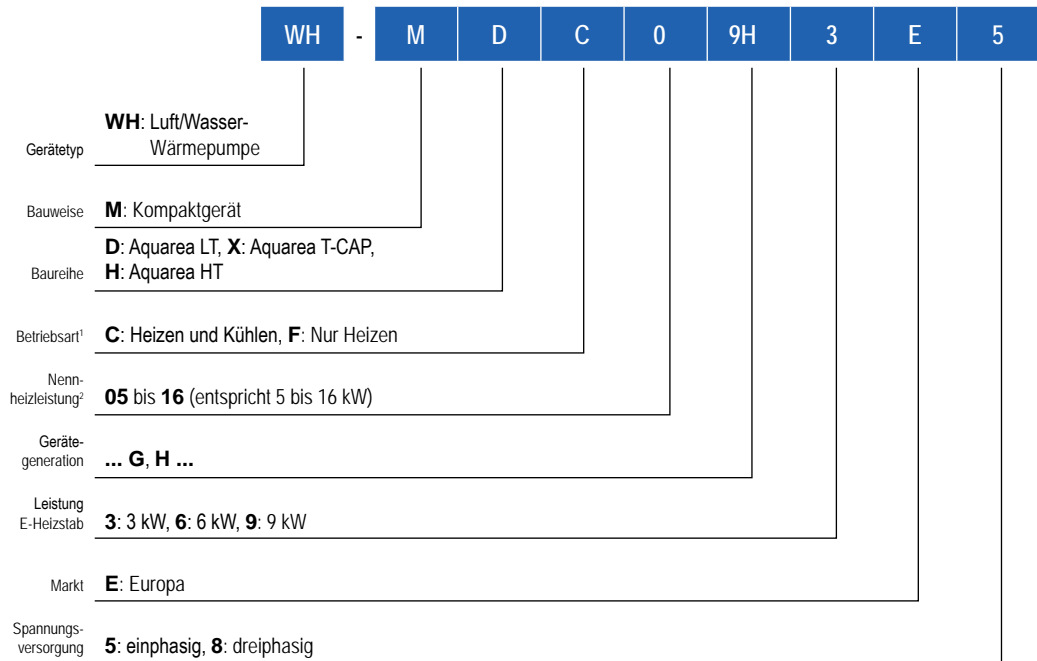 WH - M D C 0 9H 3 E 5
WH: Luft/Wasser-
Wärmepumpe
Gerätetyp
Bauweise M: Kompaktgerät
D: Aquarea LT, X: Aquarea T-CAP,
Baureihe H: Aquarea HT
Betriebsart¹ C: Heizen und Kühlen, F: Nur Heizen
Nenn-
heizleistung² 05 bis 16 (entspricht 5 bis 16 kW)
Geräte-
generation ... G, H ...
Leistung
E-Heizstab 3: 3 kW, 6: 6 kW, 9: 9 kW
Markt E: Europa
Spannungs-
versorgung 5: einphasig, 8: dreiphasig